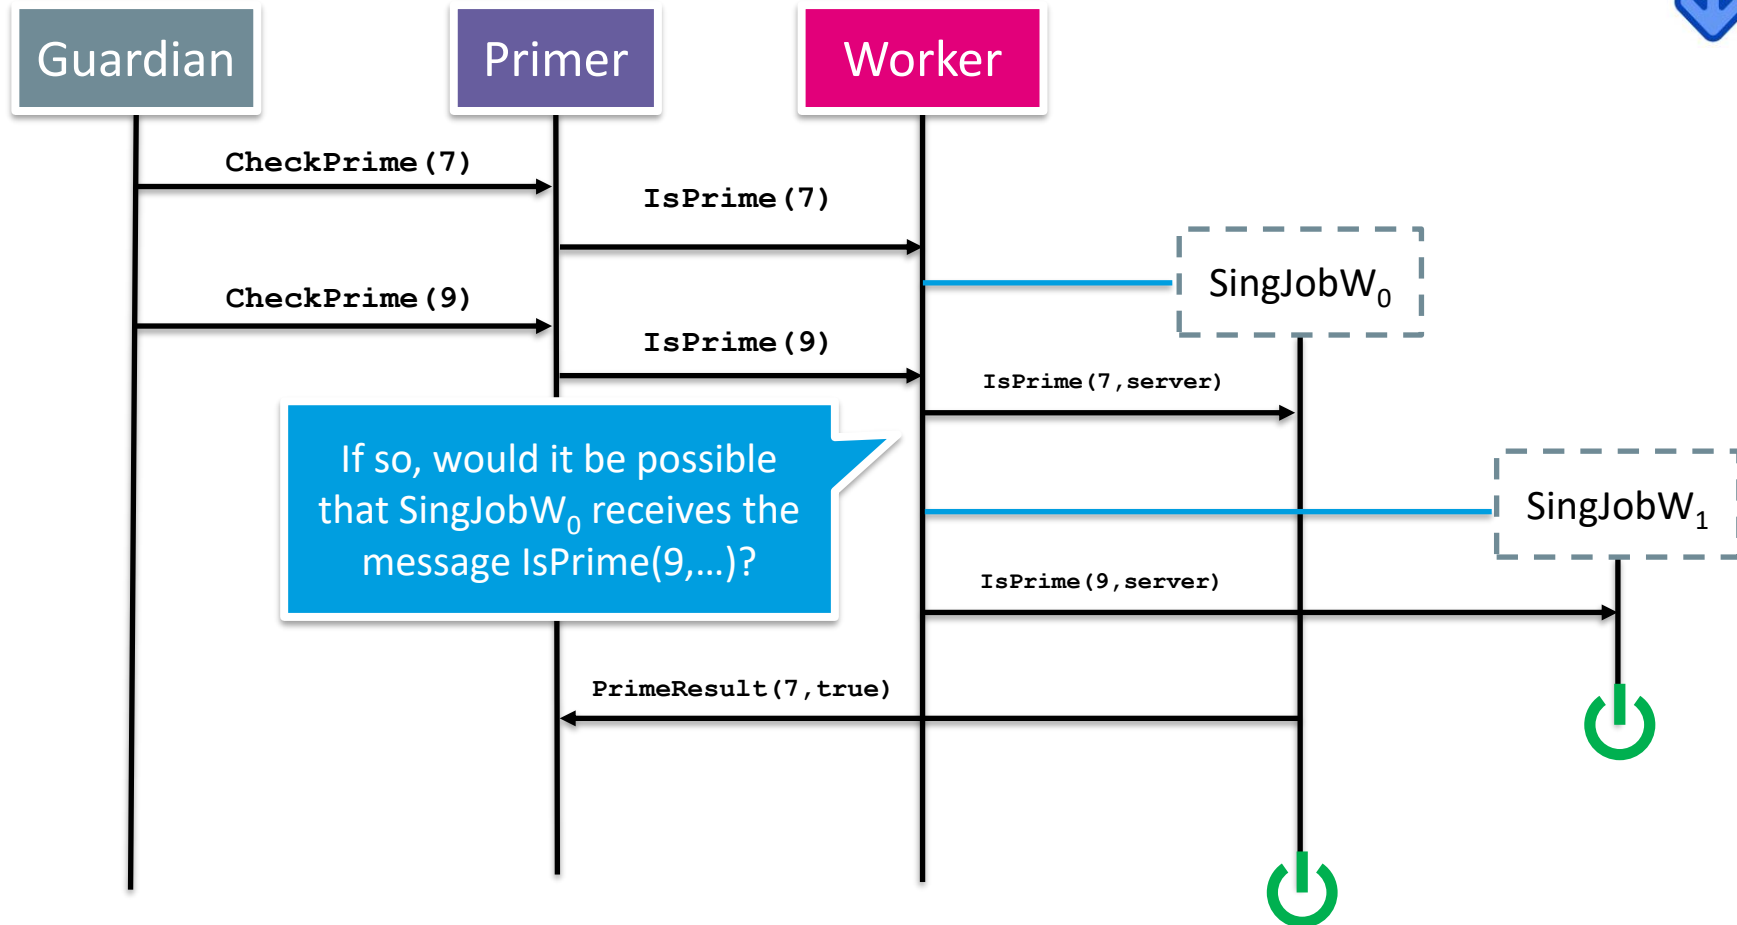 Guardian
Primer
Worker
CheckPrime(7)
IsPrime(7)
SingJobW₀
CheckPrime(9)
IsPrime(9)
IsPrime(7,server)
If so, would it be possible
that SingJobW₀ receives the
message IsPrime(9,...)?
SingJobW₁
IsPrime(9,server)
PrimeResult(7,true)